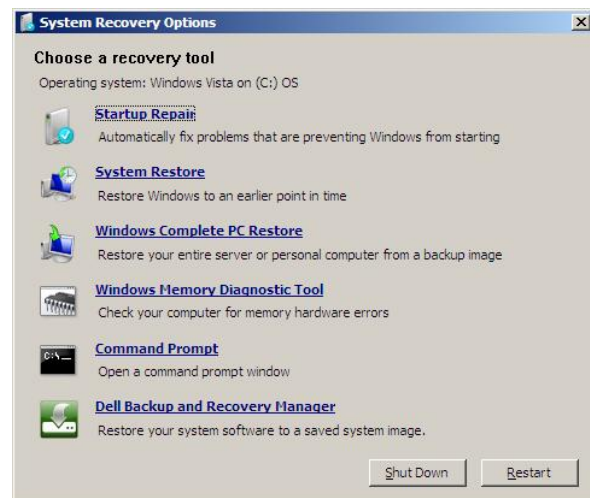 System Recovery Options
Choose a recovery tool
Operating system: Windows Vista on (C:) OS
Startup Repair
Automatically fix problems that are preventing Windows from starting
System Restore
Restore Windows to an earlier point in time
Windows Complete PC Restore
Restore your entire server or personal computer from a backup image
Windows Memory Diagnostic Tool
Check your computer for memory hardware errors
C:\_
Command Prompt
Open a command prompt window
Dell Backup and Recovery Manager
Restore your system software to a saved system image.
Shut Down Restart